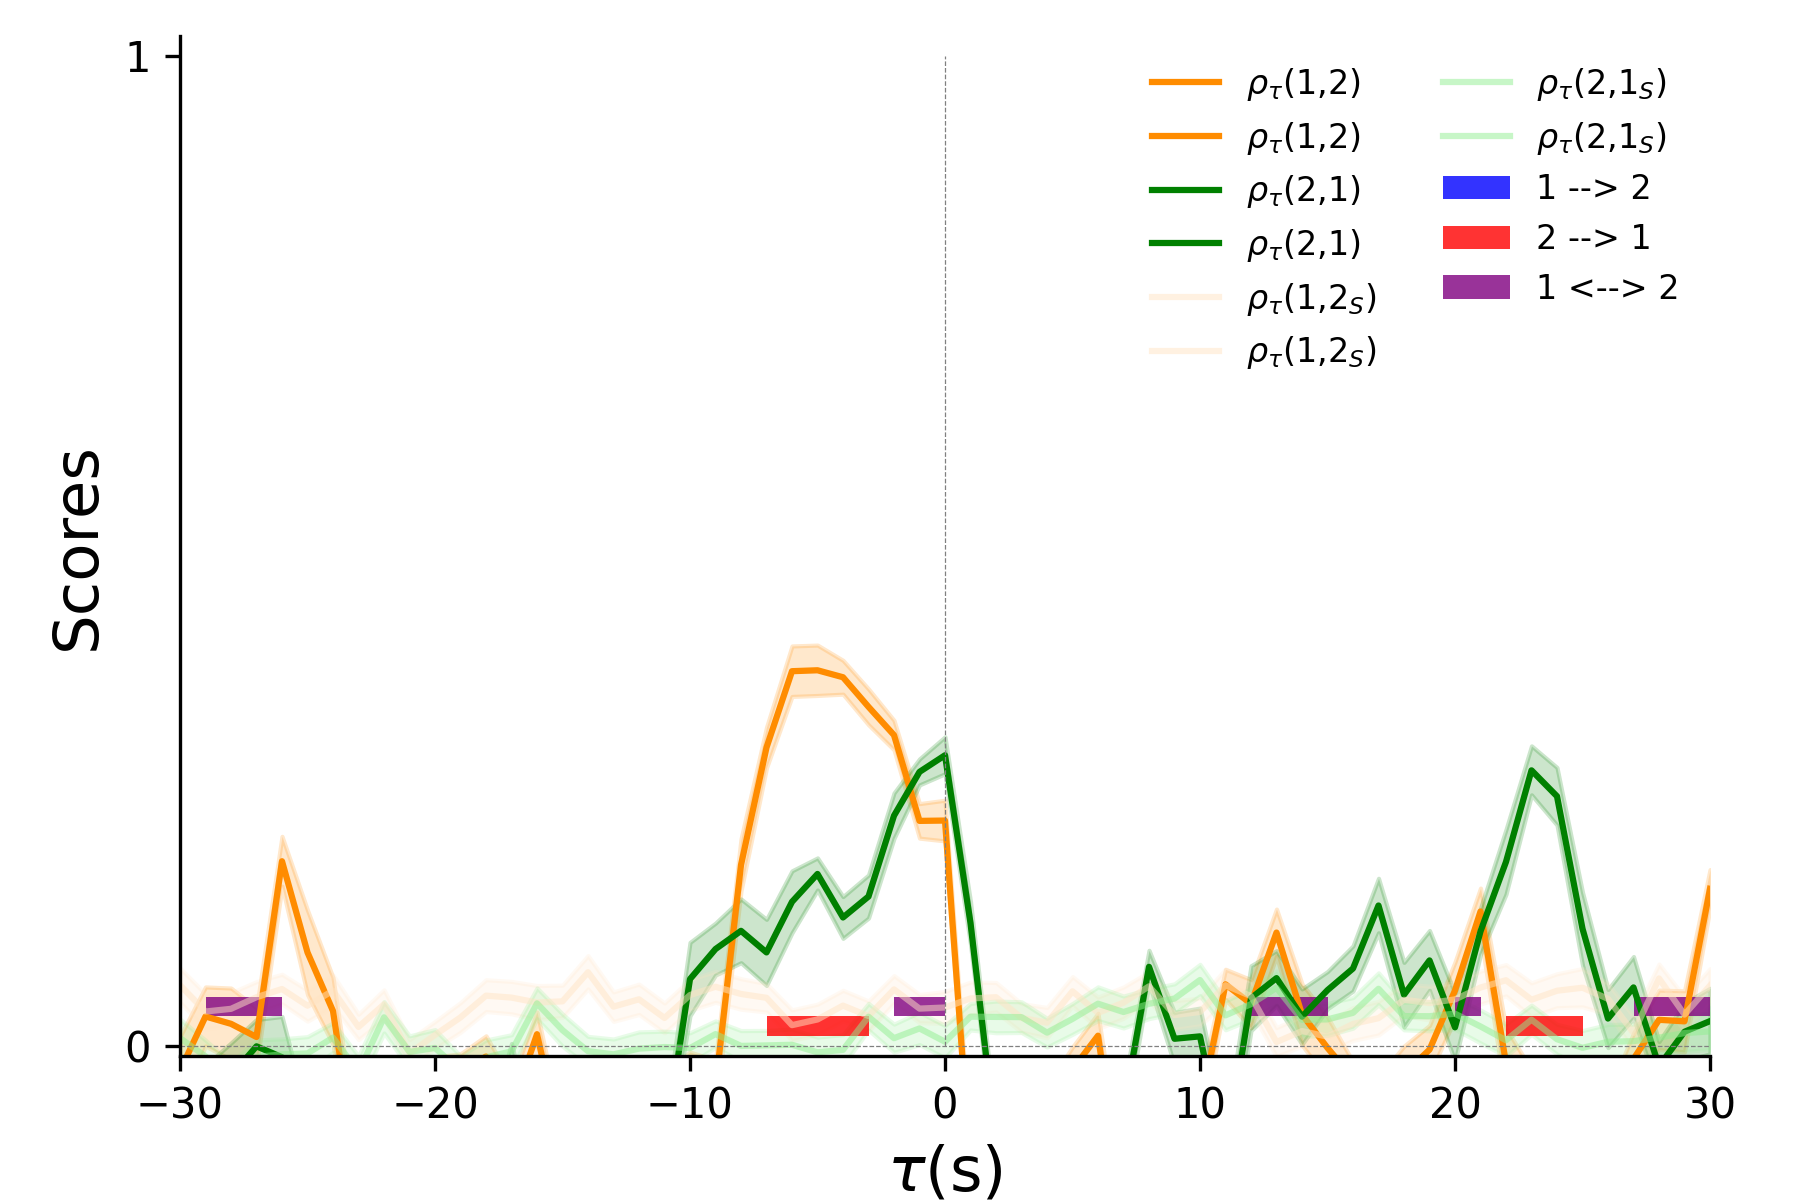 1
0
Scores
−30 −20 −10 0 10 20 30
τ(s)
ρτ(1,2)
ρτ(1,2)
ρτ(2,1)
ρτ(2,1)
ρτ(1,2S)
ρτ(1,2S)
ρτ(2,1S)
ρτ(2,1S)
1 --> 2
2 --> 1
1 <--> 2